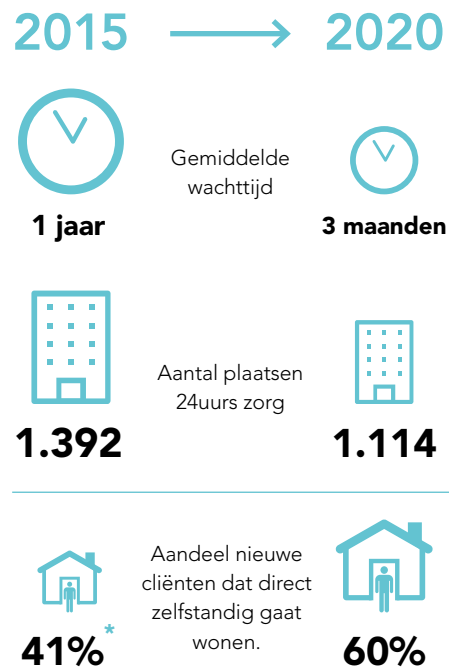 2015 → 2020
Gemiddelde
wachttijd
1 jaar
3 maanden
Aantal plaatsen
24uurs zorg
1.392
1.114
Aandeel nieuwe
cliënten dat direct
zelfstandig gaat
wonen.
41%*
60%